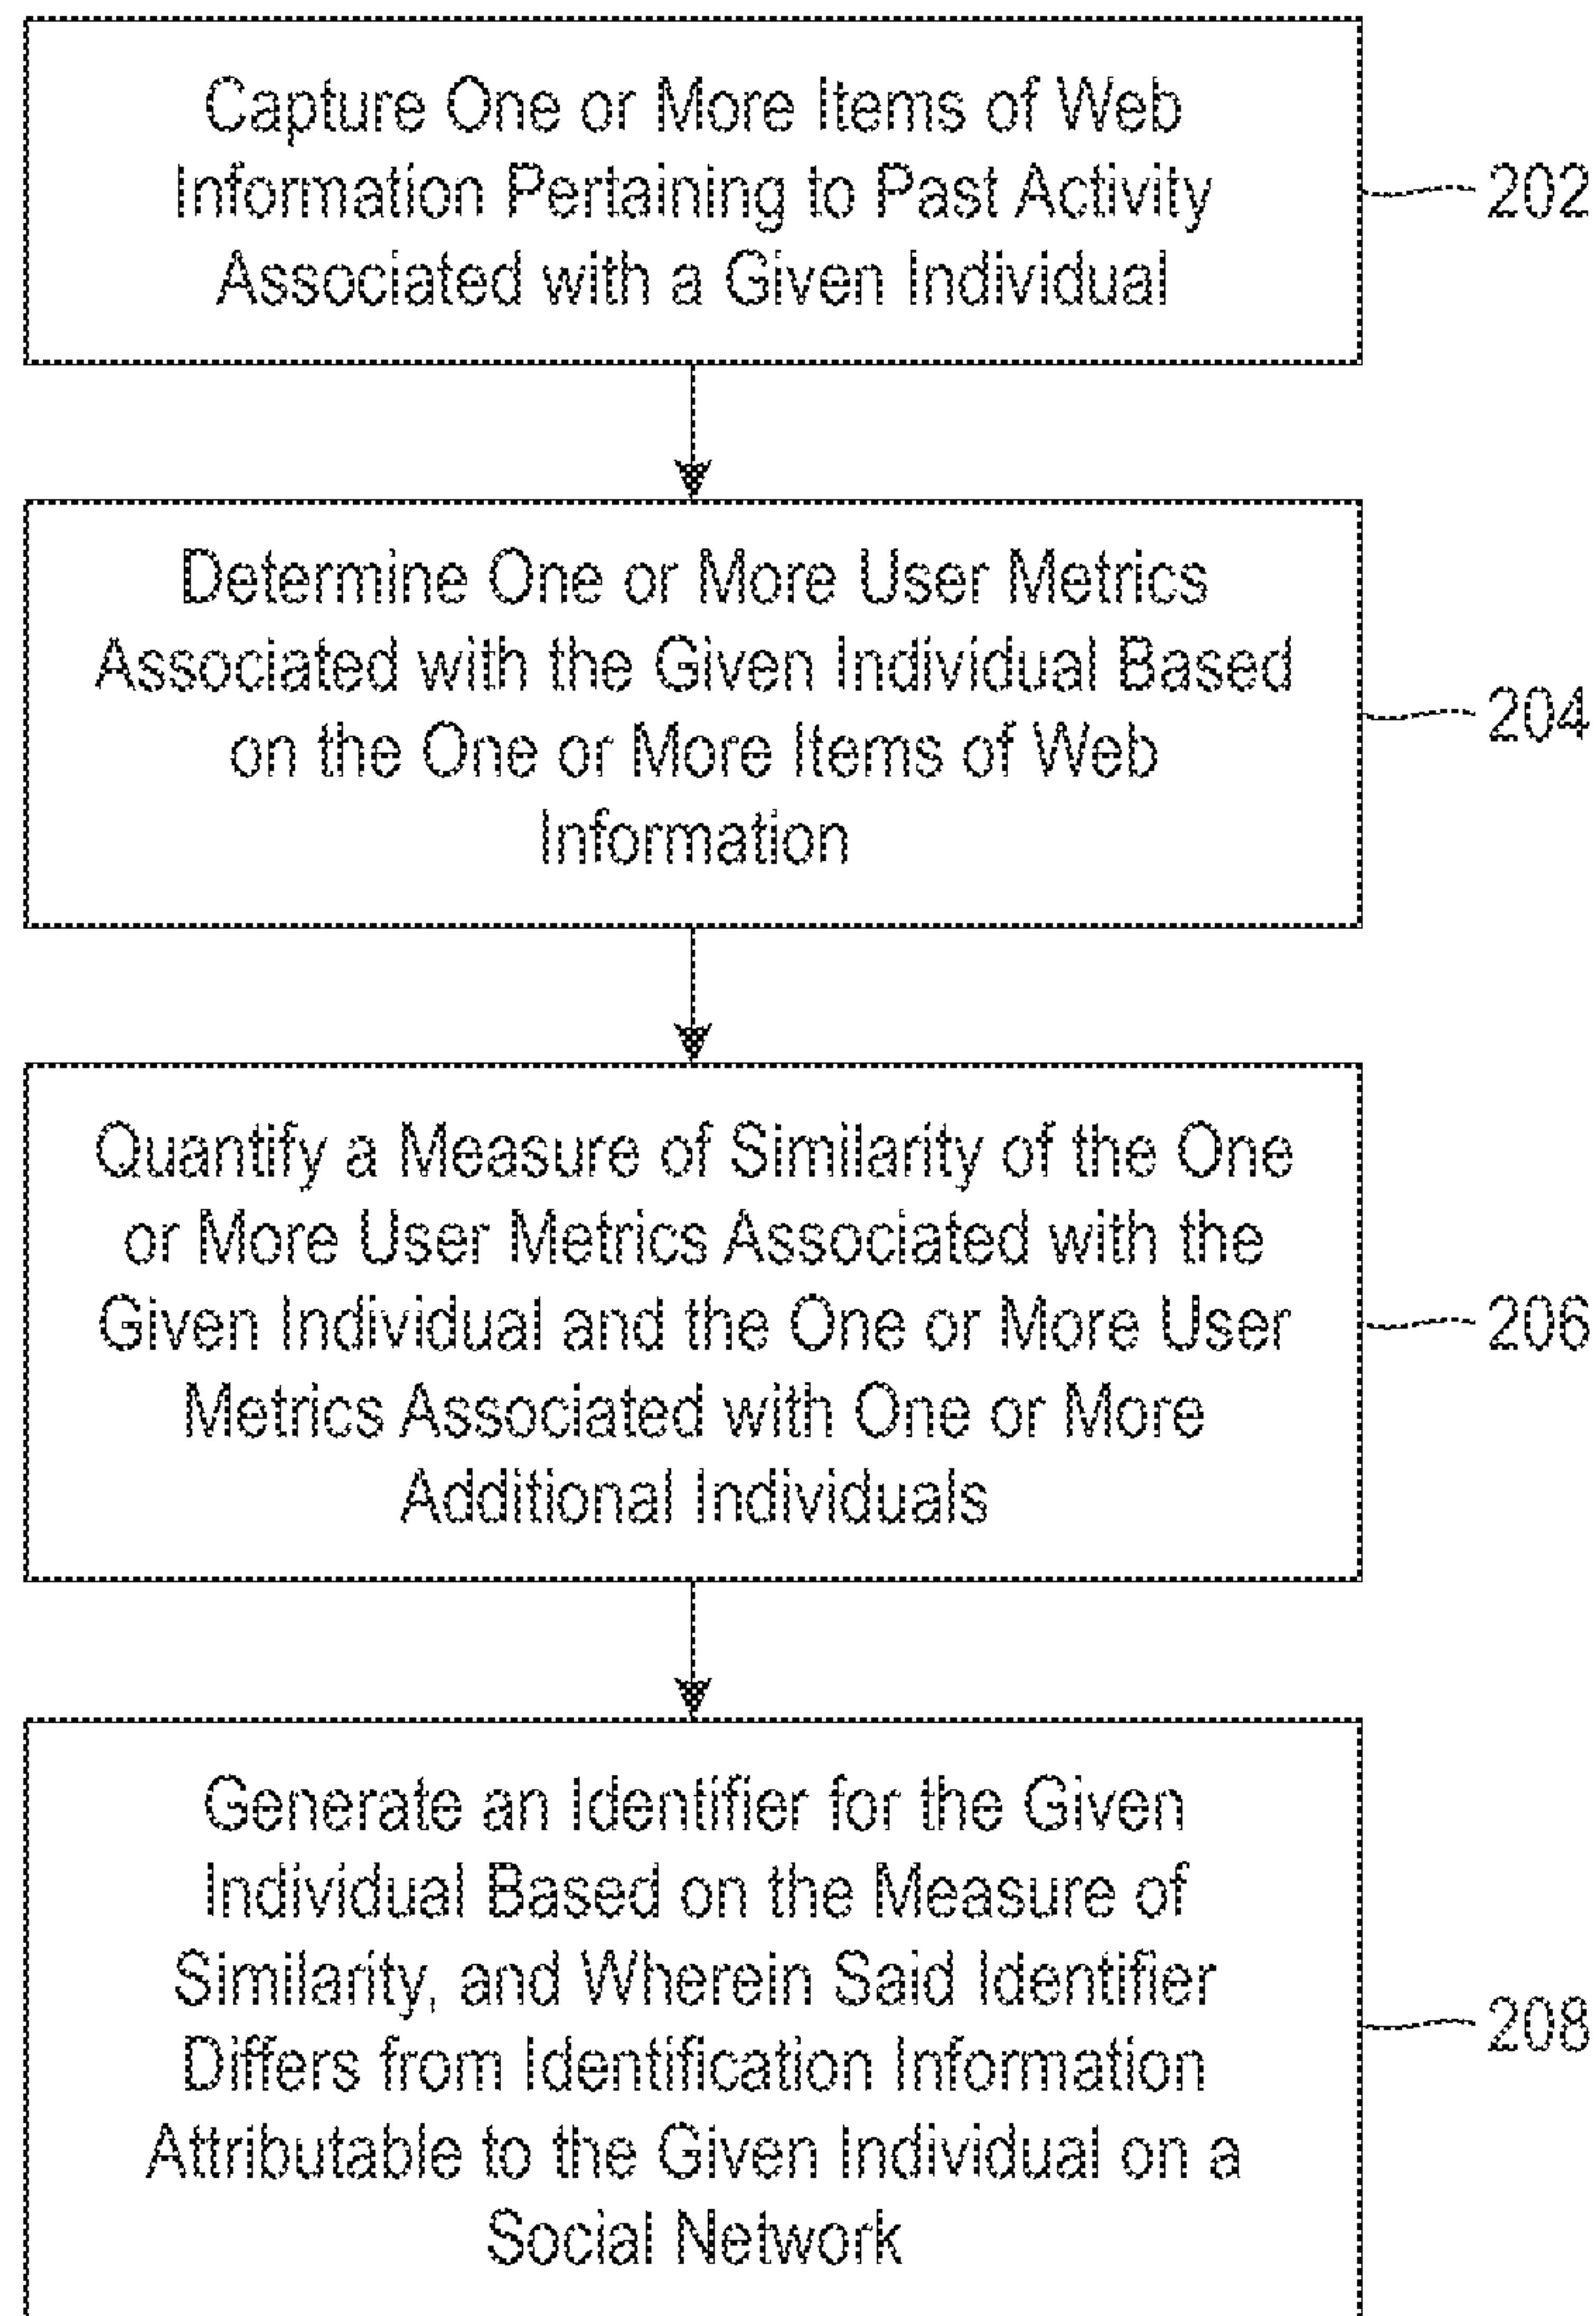 Capture One or More Items of Web
Information Pertaining to Past Activity
Associated with a Given Individual
202
Determine One or More User Metrics
Associated with the Given Individual Based
on the One or More Items of Web
Information
204
Quantify a Measure of Similarity of the One
or More User Metrics Associated with the
Given Individual and the One or More User
Metrics Associated with One or More
Additional Individuals
206
Generate an Identifier for the Given
Individual Based on the Measure of
Similarity, and Wherein Said Identifier
Differs from Identification Information
Attributable to the Given Individual on a
Social Network
208